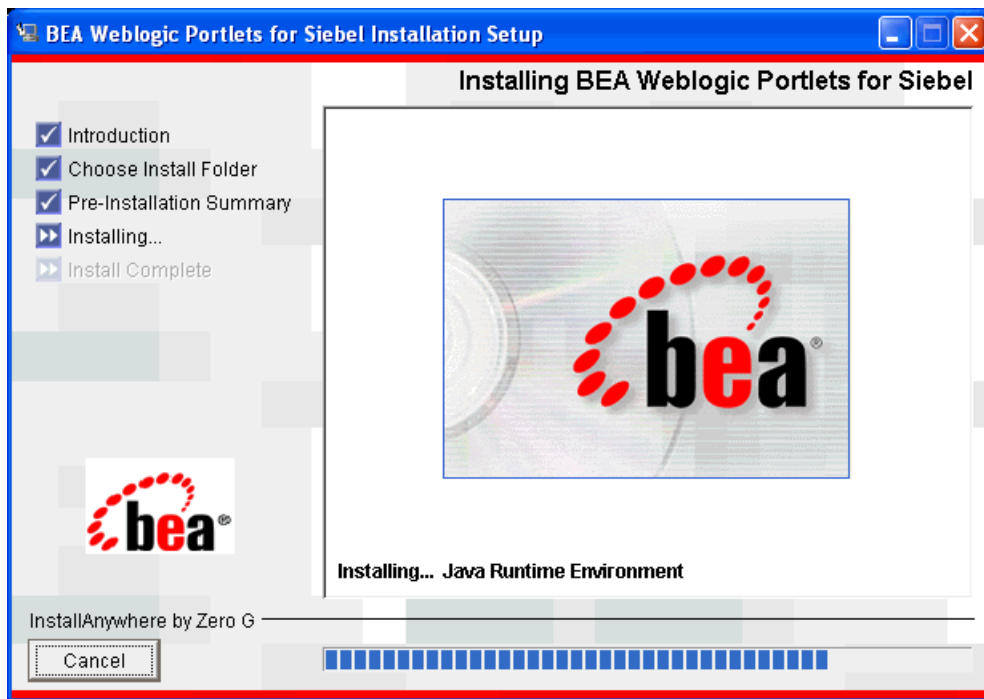 BEA Weblogic Portlets for Siebel Installation Setup
Installing BEA Weblogic Portlets for Siebel
Introduction
Choose Install Folder
Pre-Installation Summary
Installing...
Install Complete
bea®
bea®
Installing... Java Runtime Environment
InstallAnywhere by Zero G
Cancel